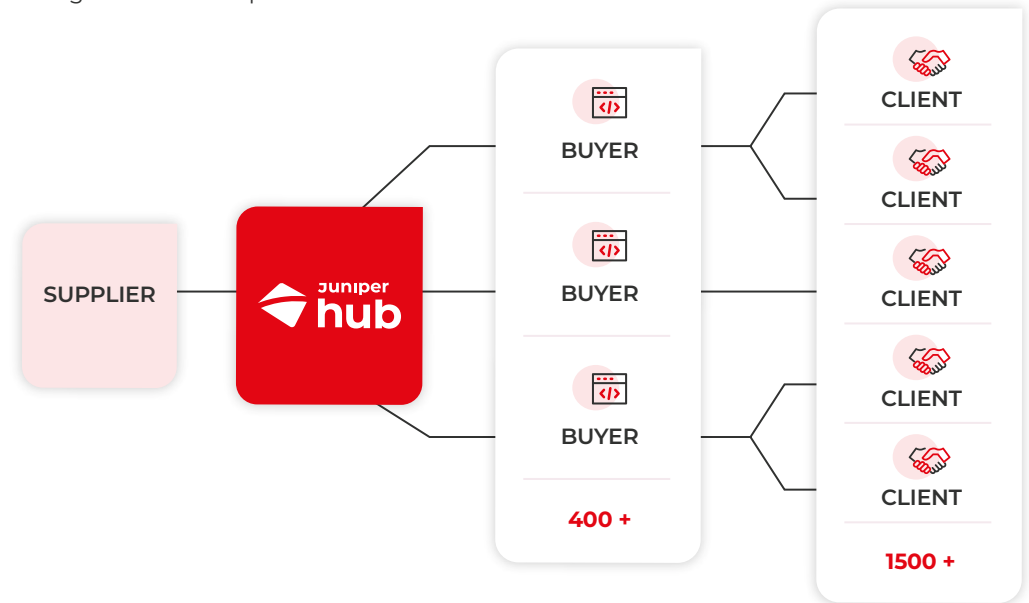 SUPPLIER
Juniper
hub
BUYER
BUYER
BUYER
400 +
CLIENT
CLIENT
CLIENT
CLIENT
CLIENT
1500 +